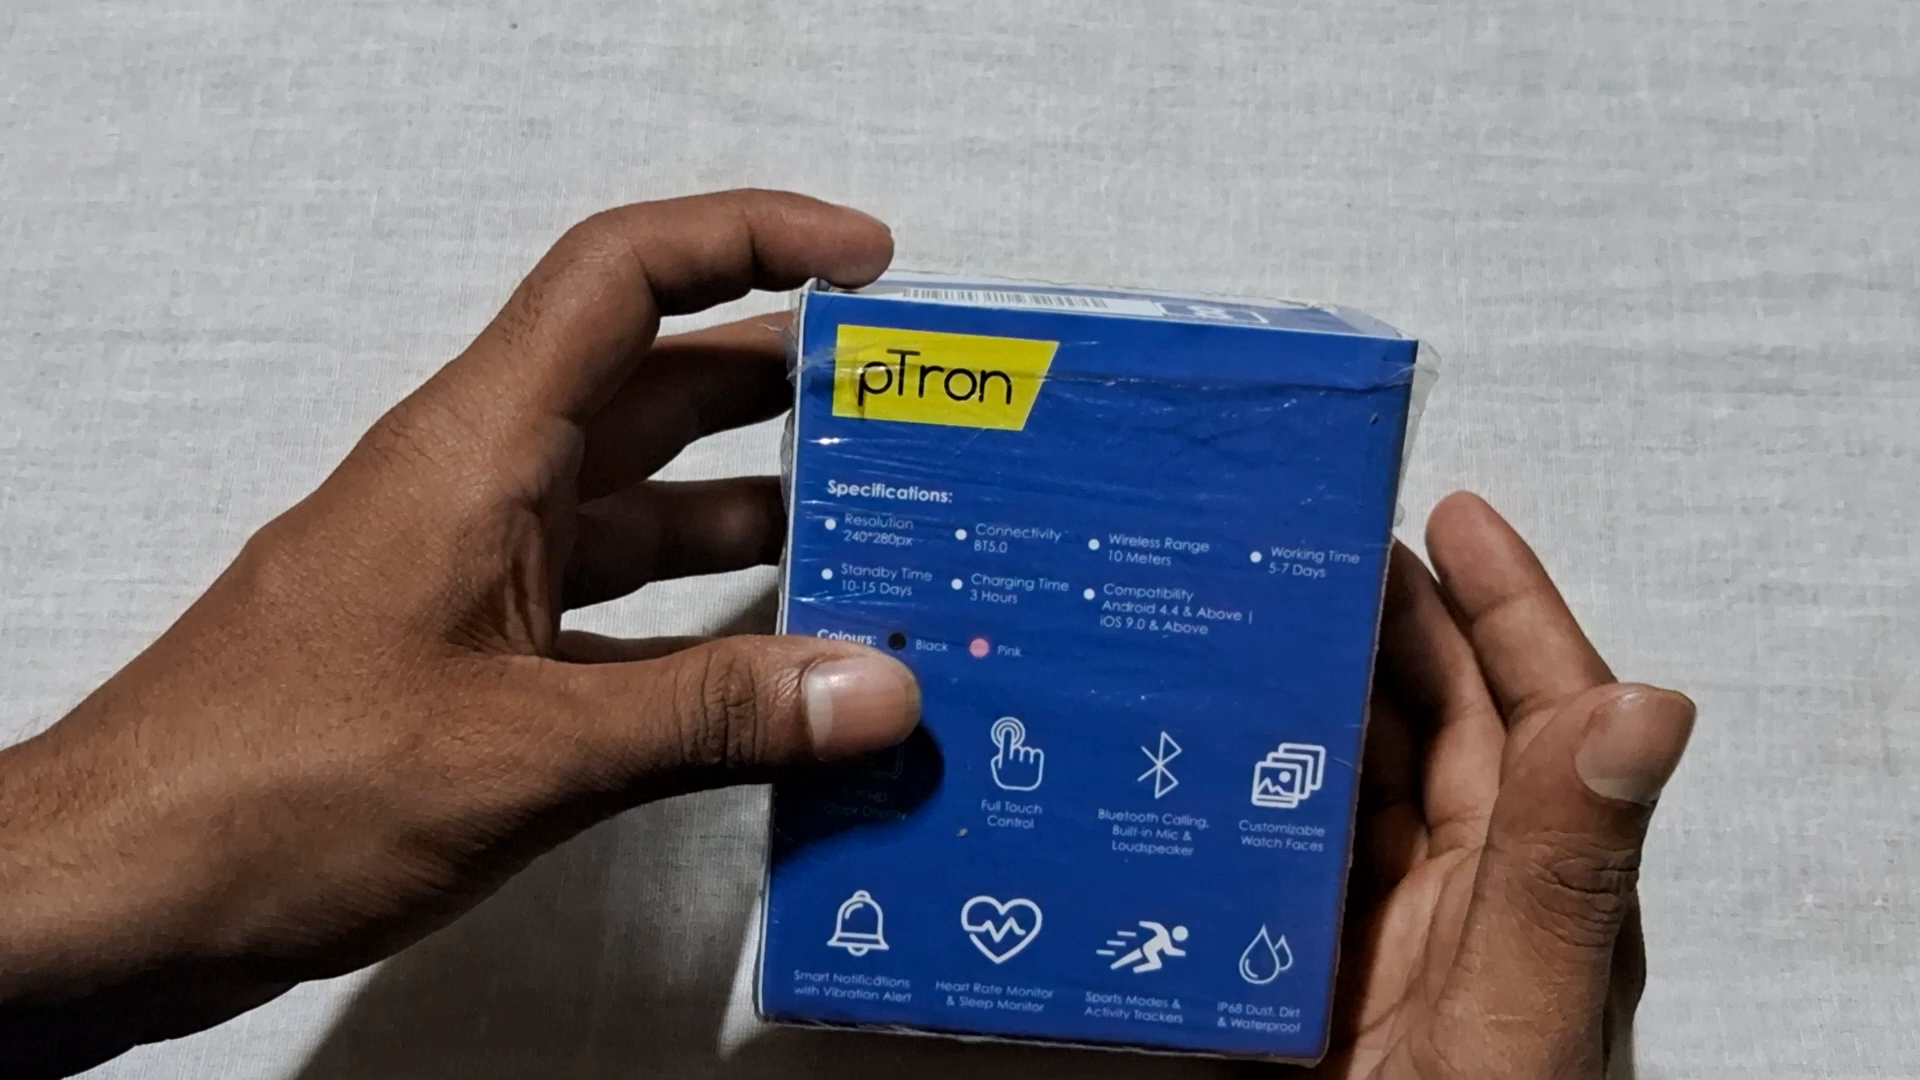 pTron
Specifications:
Resolution
240*280px
Connectivity
BT5.0
Wireless Range
10 Meters
Working Time
5-7 Days
Standby Time
10-15 Days
Charging Time
3 Hours
Compatibility
Android 4.4 & Above |
iOS 9.0 & Above
Colours:
Black
Pink
Full Touch
Control
Bluetooth Calling,
Built-in Mic &
Loudspeaker
Customizable
Watch Faces
Smart Notifications
with Vibration Alert
Heart Rate Monitor
& Sleep Monitor
Sports Modes &
Activity Trackers
IP68 Dust, Dirt
& Waterproof